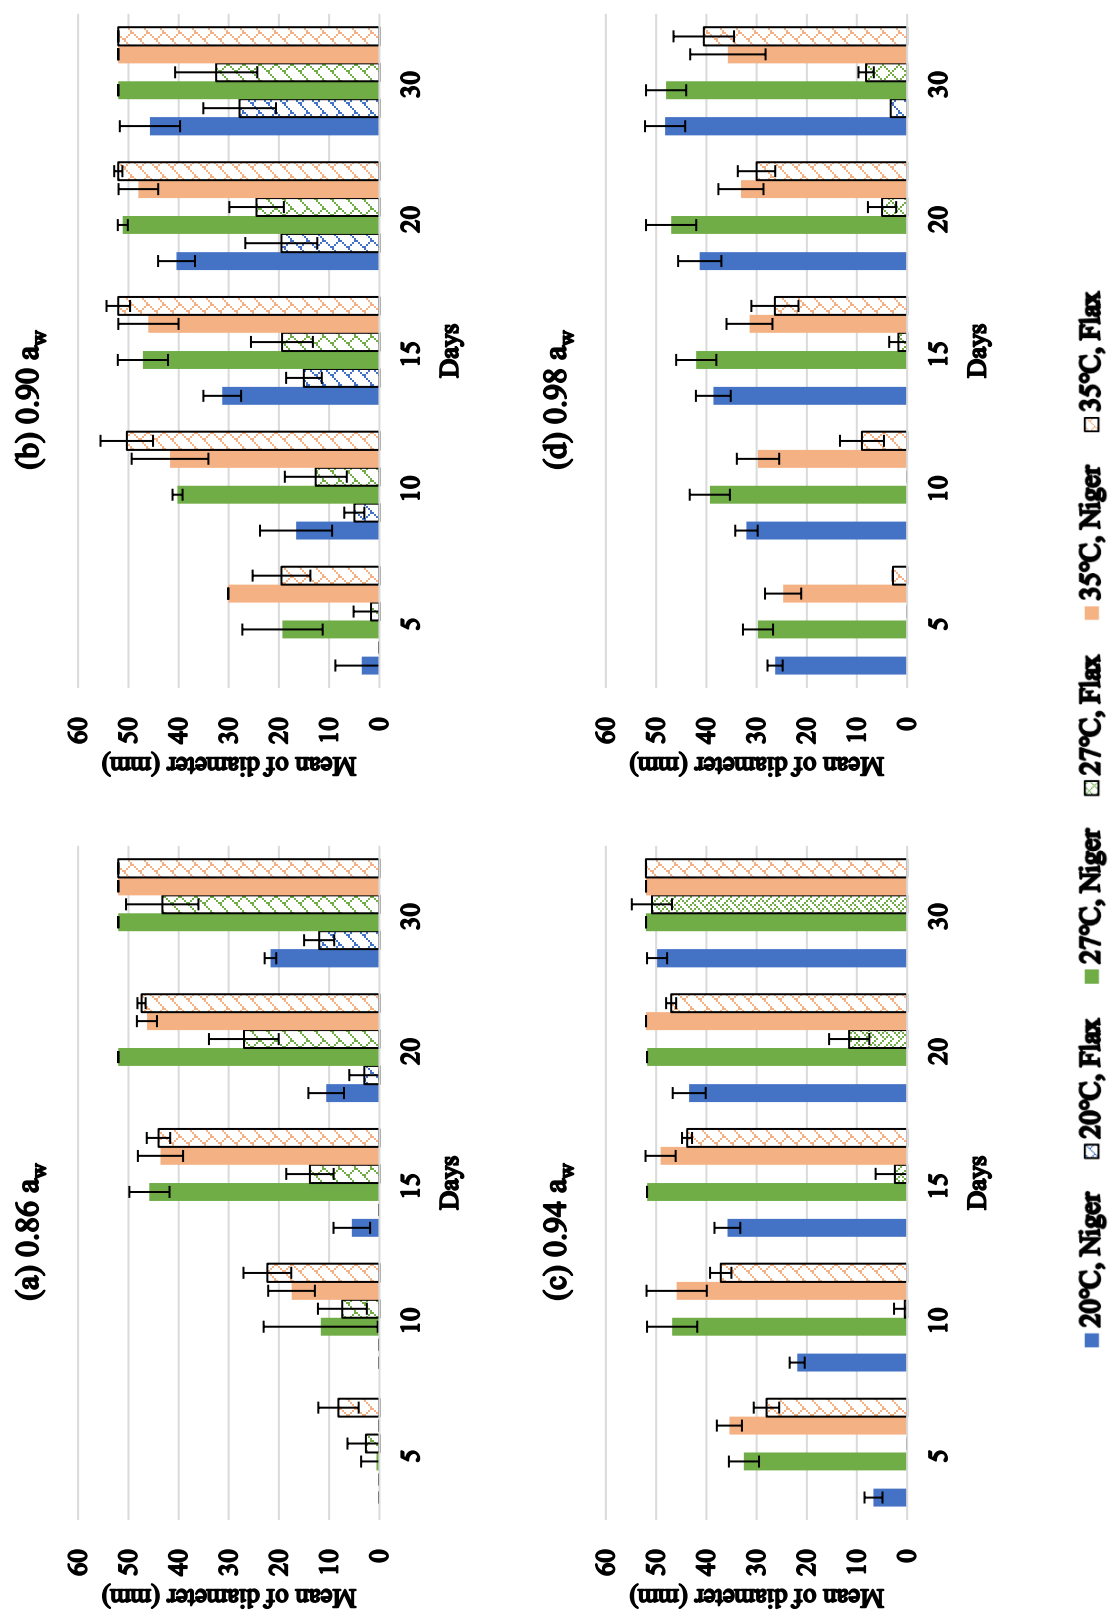 (a) 0.86 aw
Mean of diameter (mm)
60
50
40
30
20
10
0
5 10 15 20 30
Days
(b) 0.90 aw
Mean of diameter (mm)
60
50
40
30
20
10
0
5 10 15 20 30
Days
(c) 0.94 aw
Mean of diameter (mm)
60
50
40
30
20
10
0
5 10 15 20 30
Days
(d) 0.98 aw
Mean of diameter (mm)
60
50
40
30
20
10
0
5 10 15 20 30
Days
20°C, Niger 20°C, Flax 27°C, Niger 27°C, Flax 35°C, Niger 35°C, Flax